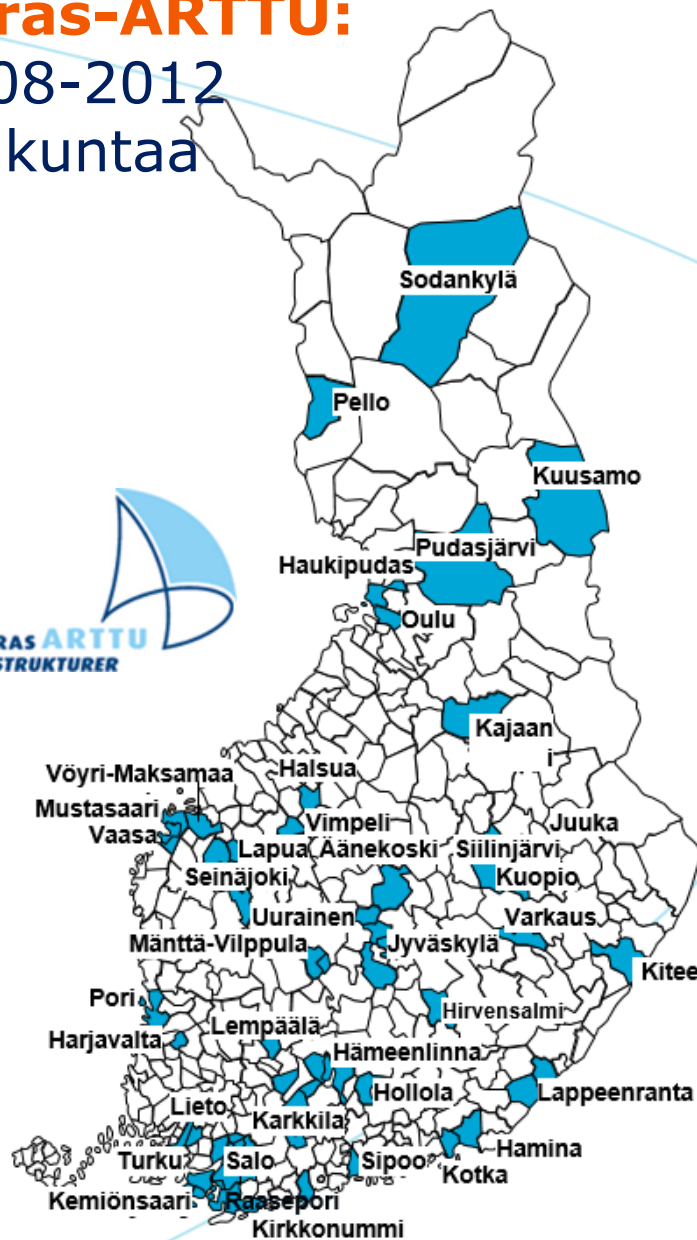 ras-ARTTU:
08-2012
kuntaa
Sodankylä
Pello
Kuusamo
Pudasjärvi
Haukipudas
Oulu
RAS ARTTU
STRUKTURER
Kajaani
Vöyri-Maksamaa
Halsua
Mustasaari
Vimpeli
Juuka
Vaasa
Lapua
Äänekoski
Siilinjärvi
Seinäjoki
Kuopio
Uurainen
Varkaus
Mänttä-Vilppula
Jyväskylä
Kitee
Pori
Hirvensalmi
Lempäälä
Harjavalta
Hämeenlinna
Hollola
Lappeenranta
Lieto
Karkkila
Hamina
Turku
Salo
Sipoo
Kotka
Kemiönsaari
Raasepori
Kirkkonummi